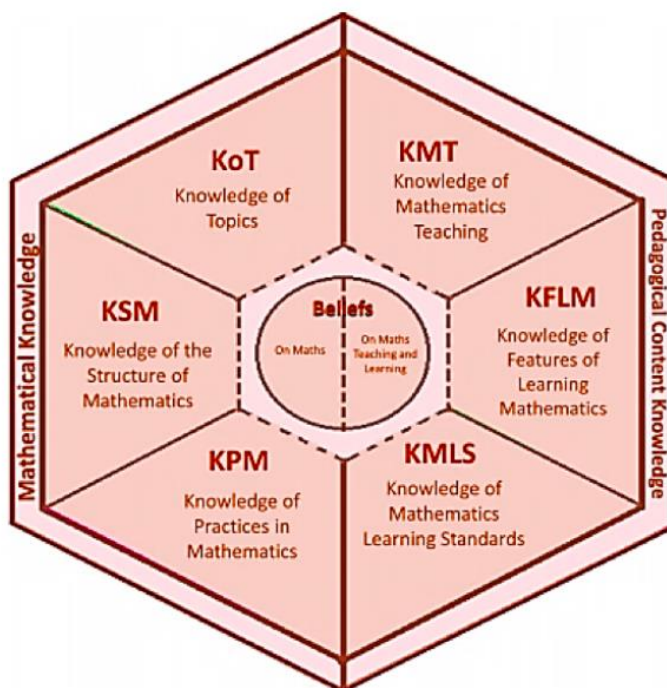 KoT
Knowledge of
Topics
KMT
Knowledge of
Mathematics
Teaching
Mathematical Knowledge
KSM
Knowledge of the
Structure of
Mathematics
Beliefs
On Maths
On Maths
Teaching and
Learning
KFLM
Knowledge of
Features of
Learning
Mathematics
Pedagogical Content Knowledge
KPM
Knowledge of
Practices in
Mathematics
KMLS
Knowledge of
Mathematics
Learning Standards